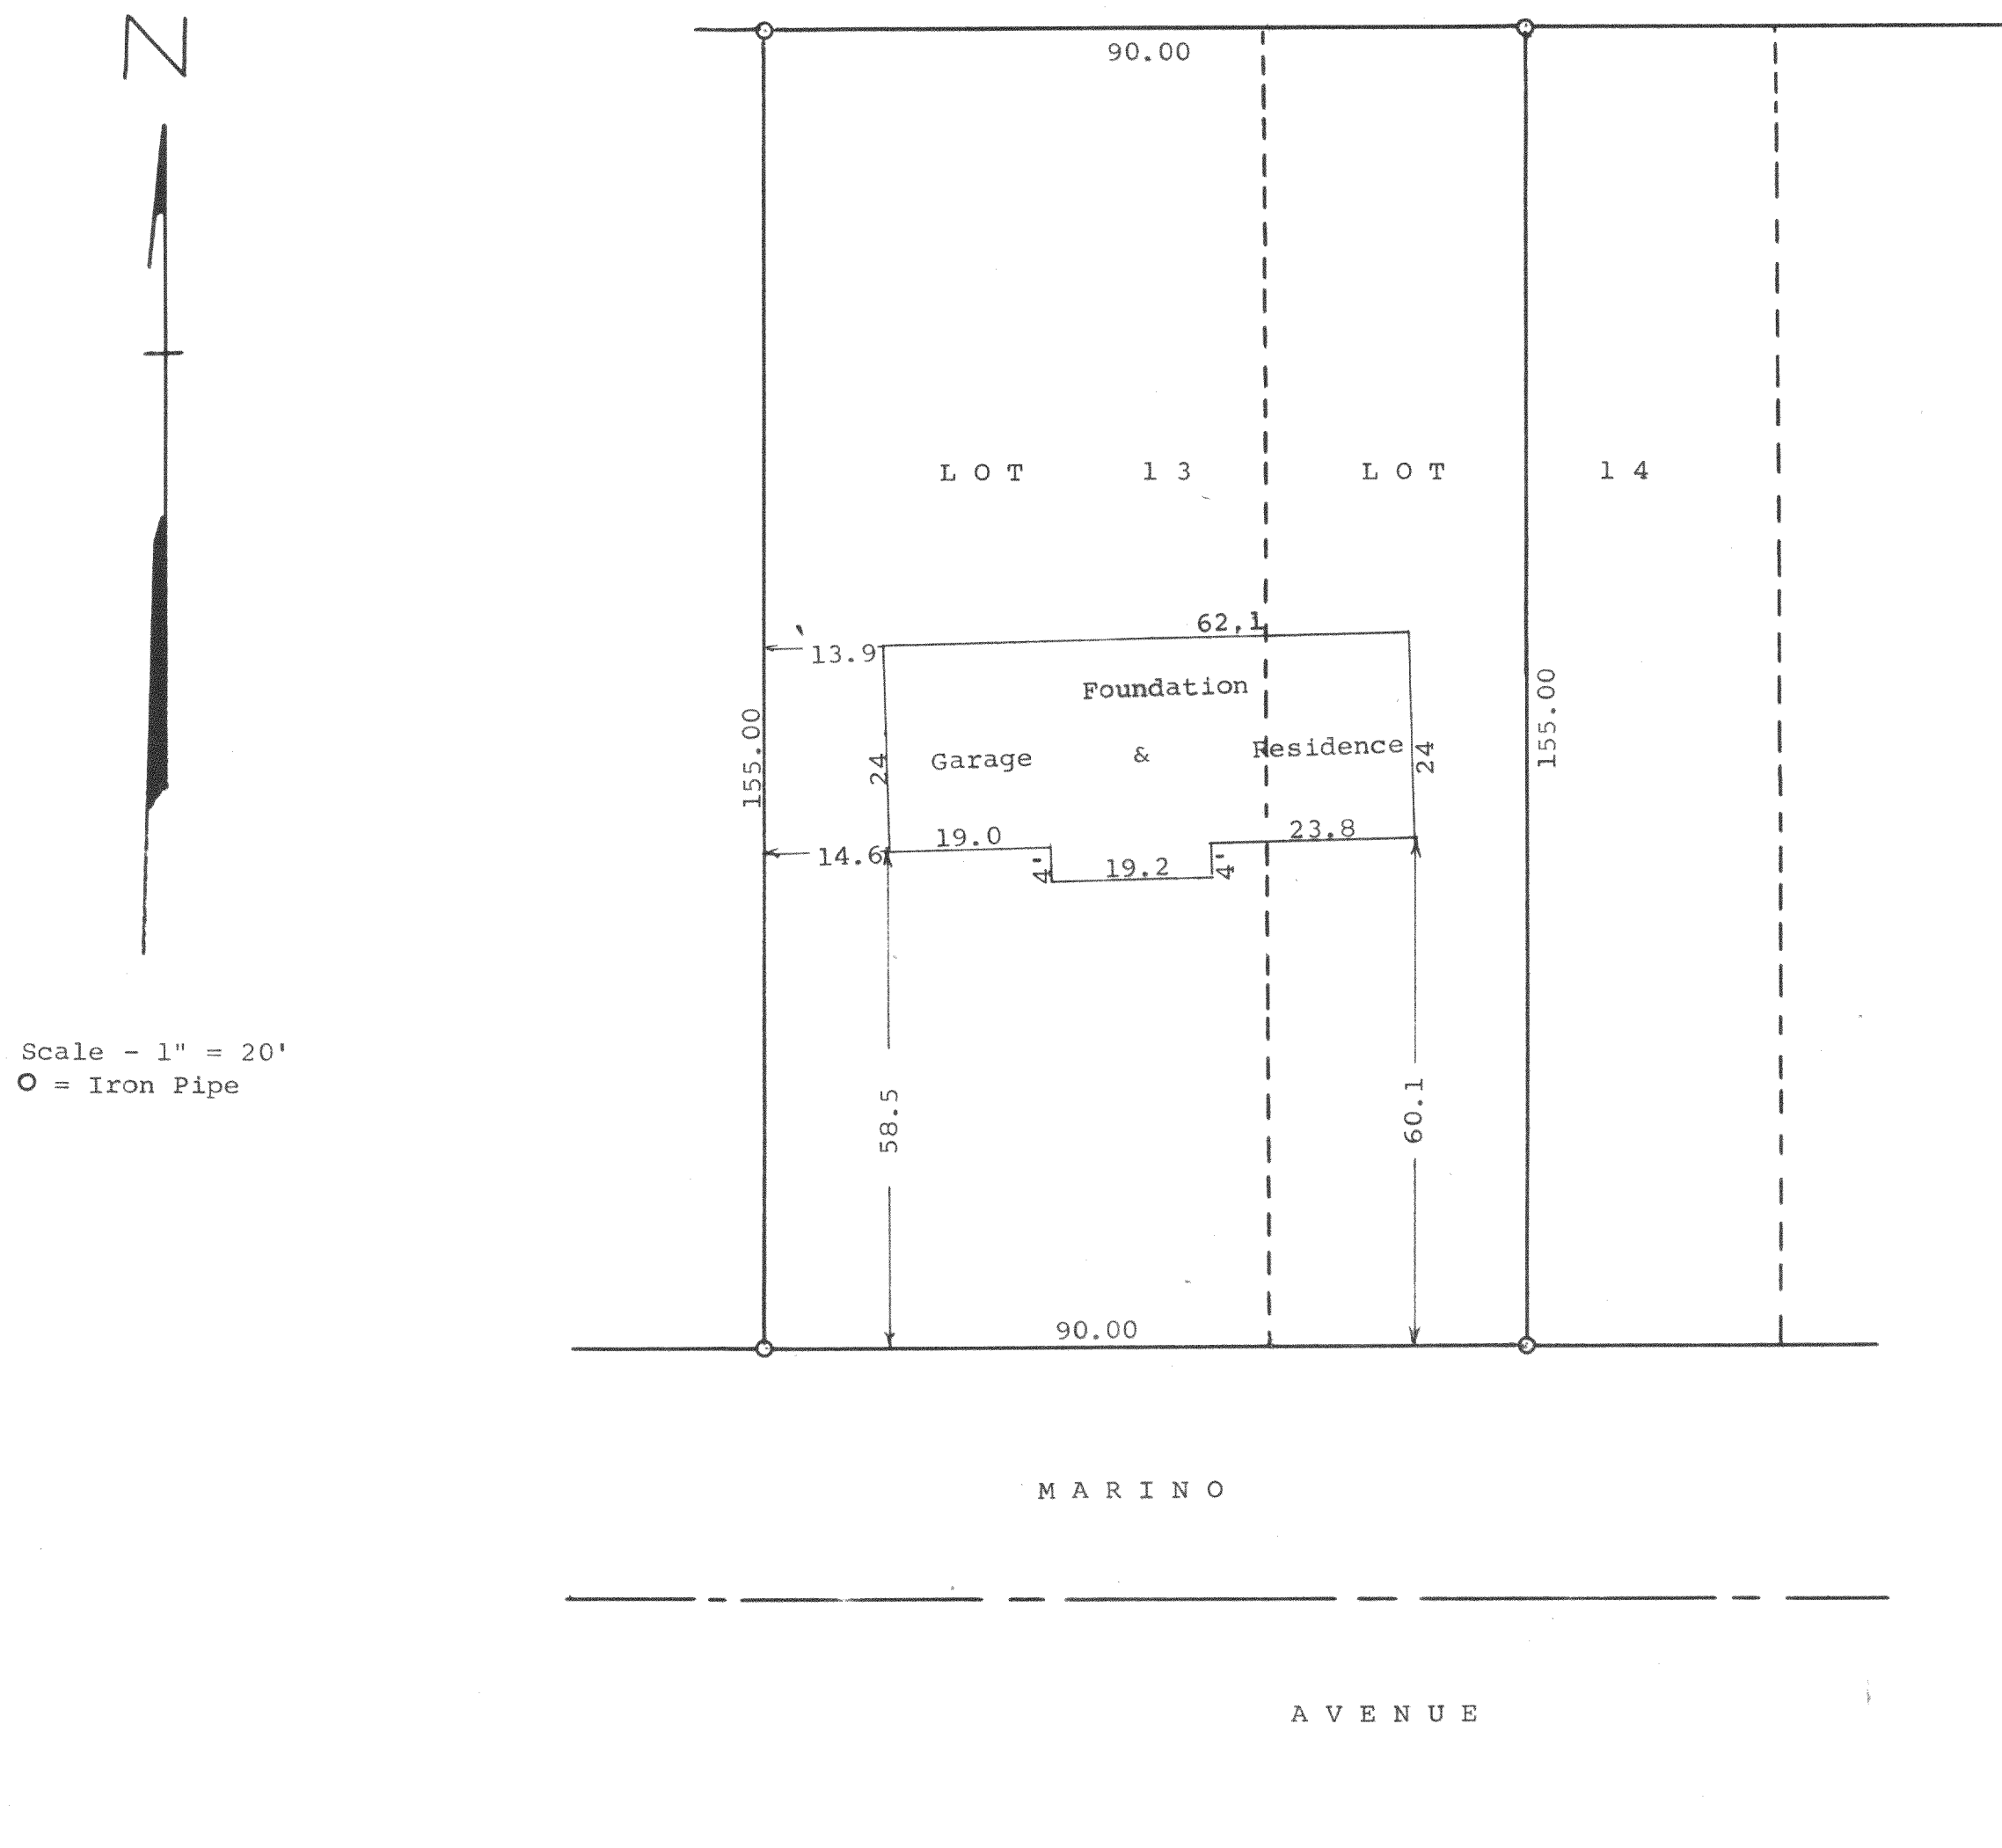 N
90.00
LOT 13 LOT 14
62.1
13.9
Foundation
155.00
155.00
24
Garage & Residence
24
19.0
23.8
14.6
4'
19.2
4'
Scale - 1" = 20'
O = Iron Pipe
58.5
60.1
90.00
MARINO
AVENUE